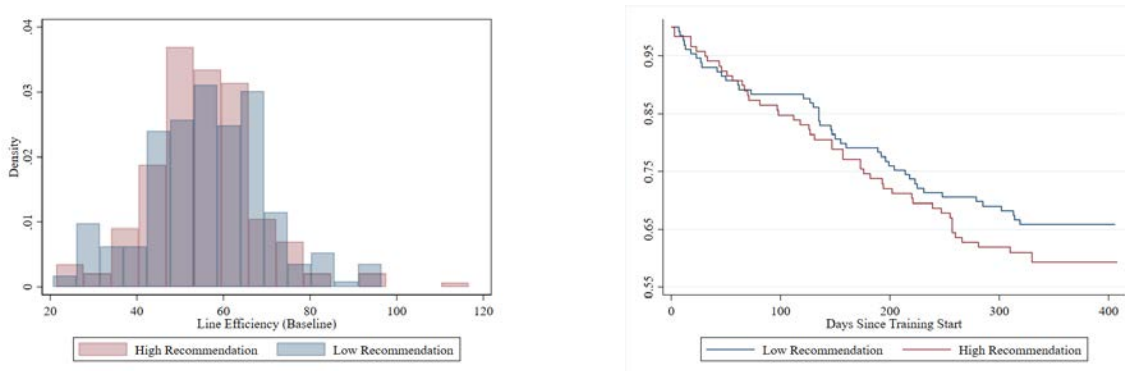 .04
.03
.02
.01
0
Density
20 40 60 80 100 120
Line Efficiency (Baseline)
High Recommendation Low Recommendation
0.95
0.85
0.75
0.65
0.55
0 100 200 300 400
Days Since Training Start
Low Recommendation High Recommendation